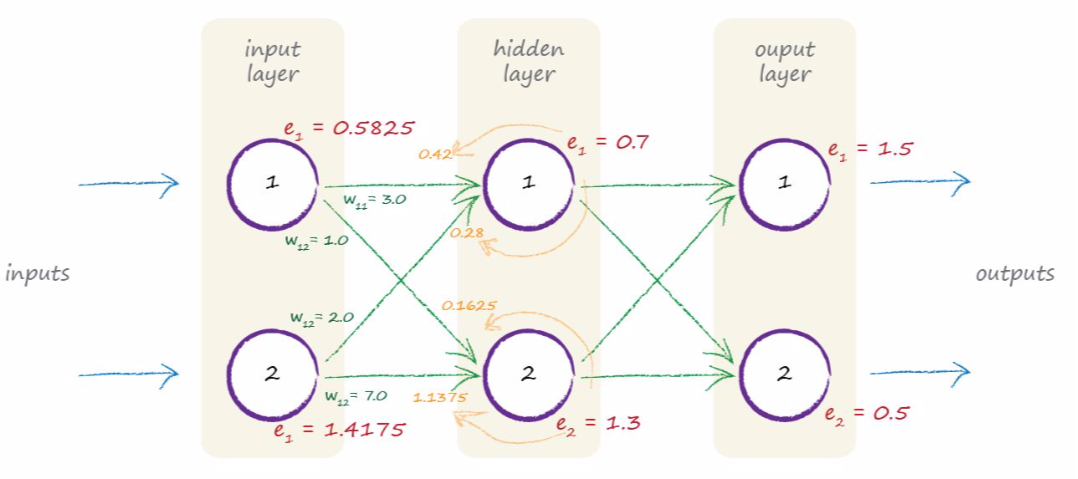 input
layer
hidden
layer
ouput
layer
e1 = 0.5825
0.42
e1 = 0.7
e1 = 1.5
1
1
1
w11= 3.0
w12= 1.0
0.28
inputs
outputs
w12= 2.0
0.1625
2
2
2
w12= 7.0
1.1375
e1 = 1.4175
e2 = 1.3
e2 = 0.5